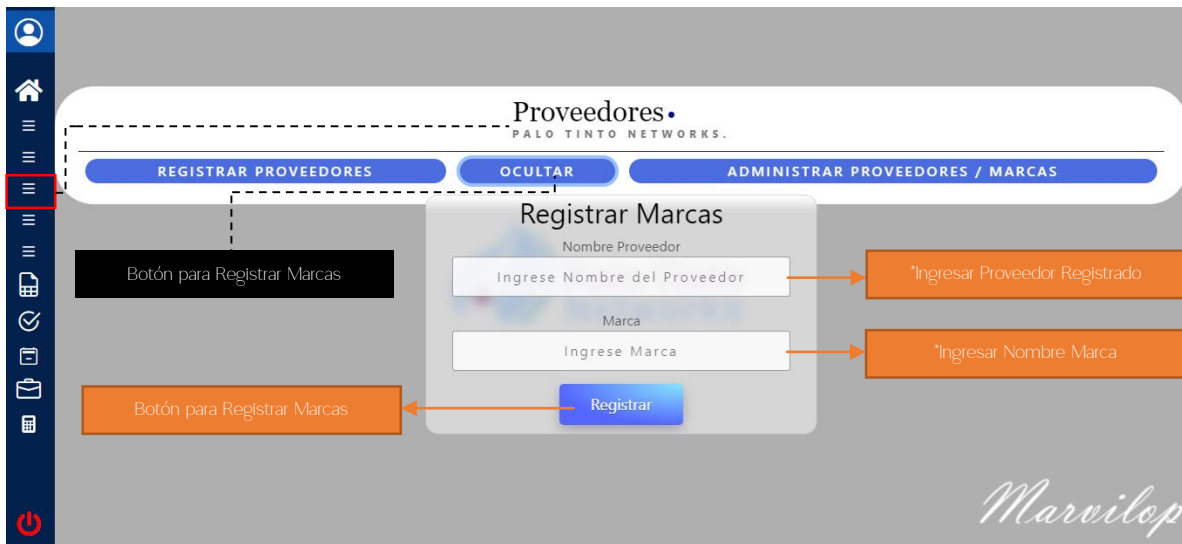 Proveedores.
PALO TINTO NETWORKS.
REGISTRAR PROVEEDORES
OCULTAR
ADMINISTRAR PROVEEDORES / MARCAS
Registrar Marcas
Nombre Proveedor
Botón para Registrar Marcas
Ingrese Nombre del Proveedor
*Ingresar Proveedor Registrado
Marca
Ingrese Marca
*Ingresar Nombre Marca
Botón para Registrar Marcas
Registrar
Marvilop